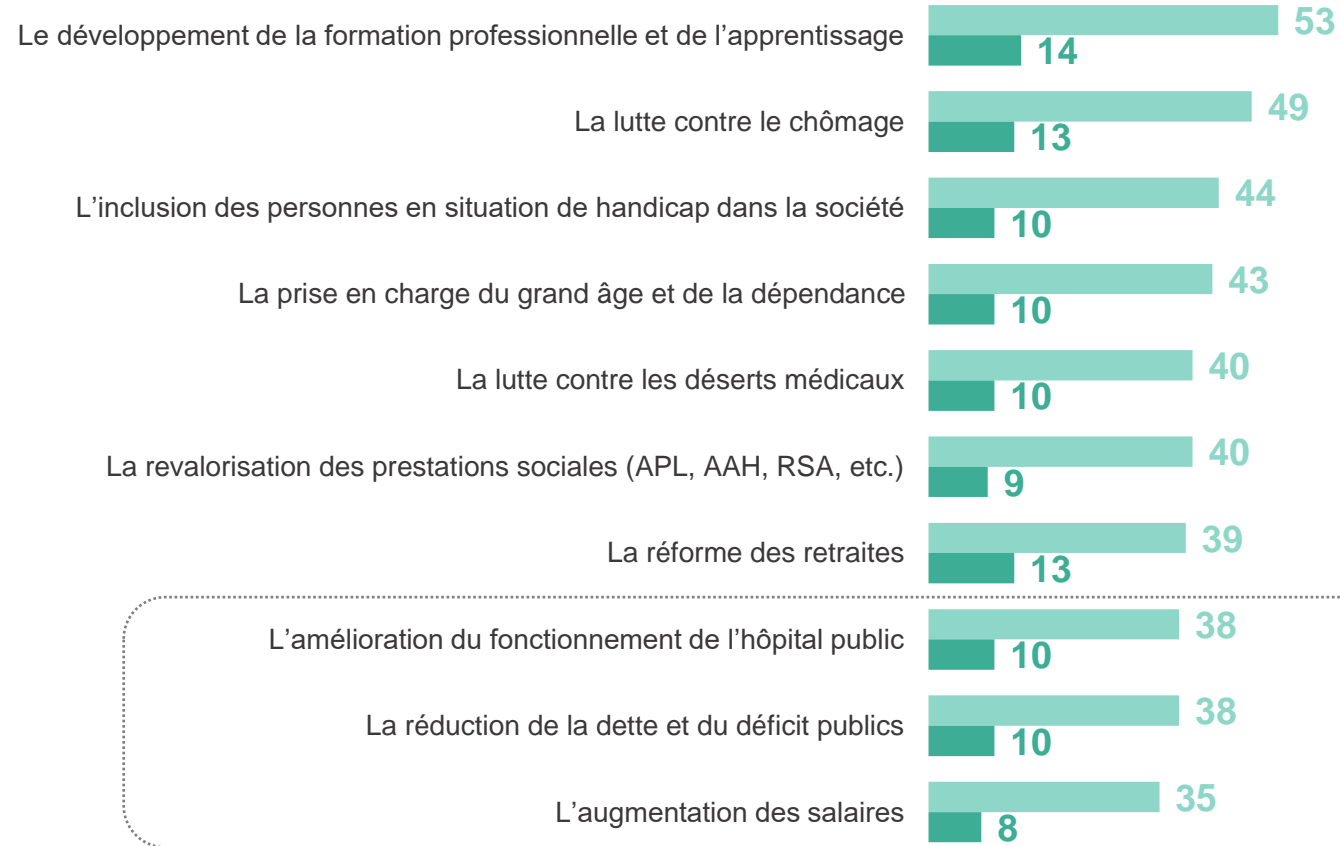 Le développement de la formation professionnelle et de l’apprentissage
53
14
La lutte contre le chômage
49
13
L’inclusion des personnes en situation de handicap dans la société
44
10
La prise en charge du grand âge et de la dépendance
43
10
La lutte contre les déserts médicaux
40
10
La revalorisation des prestations sociales (APL, AAH, RSA, etc.)
40
9
La réforme des retraites
39
13
L’amélioration du fonctionnement de l’hôpital public
38
10
La réduction de la dette et du déficit publics
38
10
L’augmentation des salaires
35
8